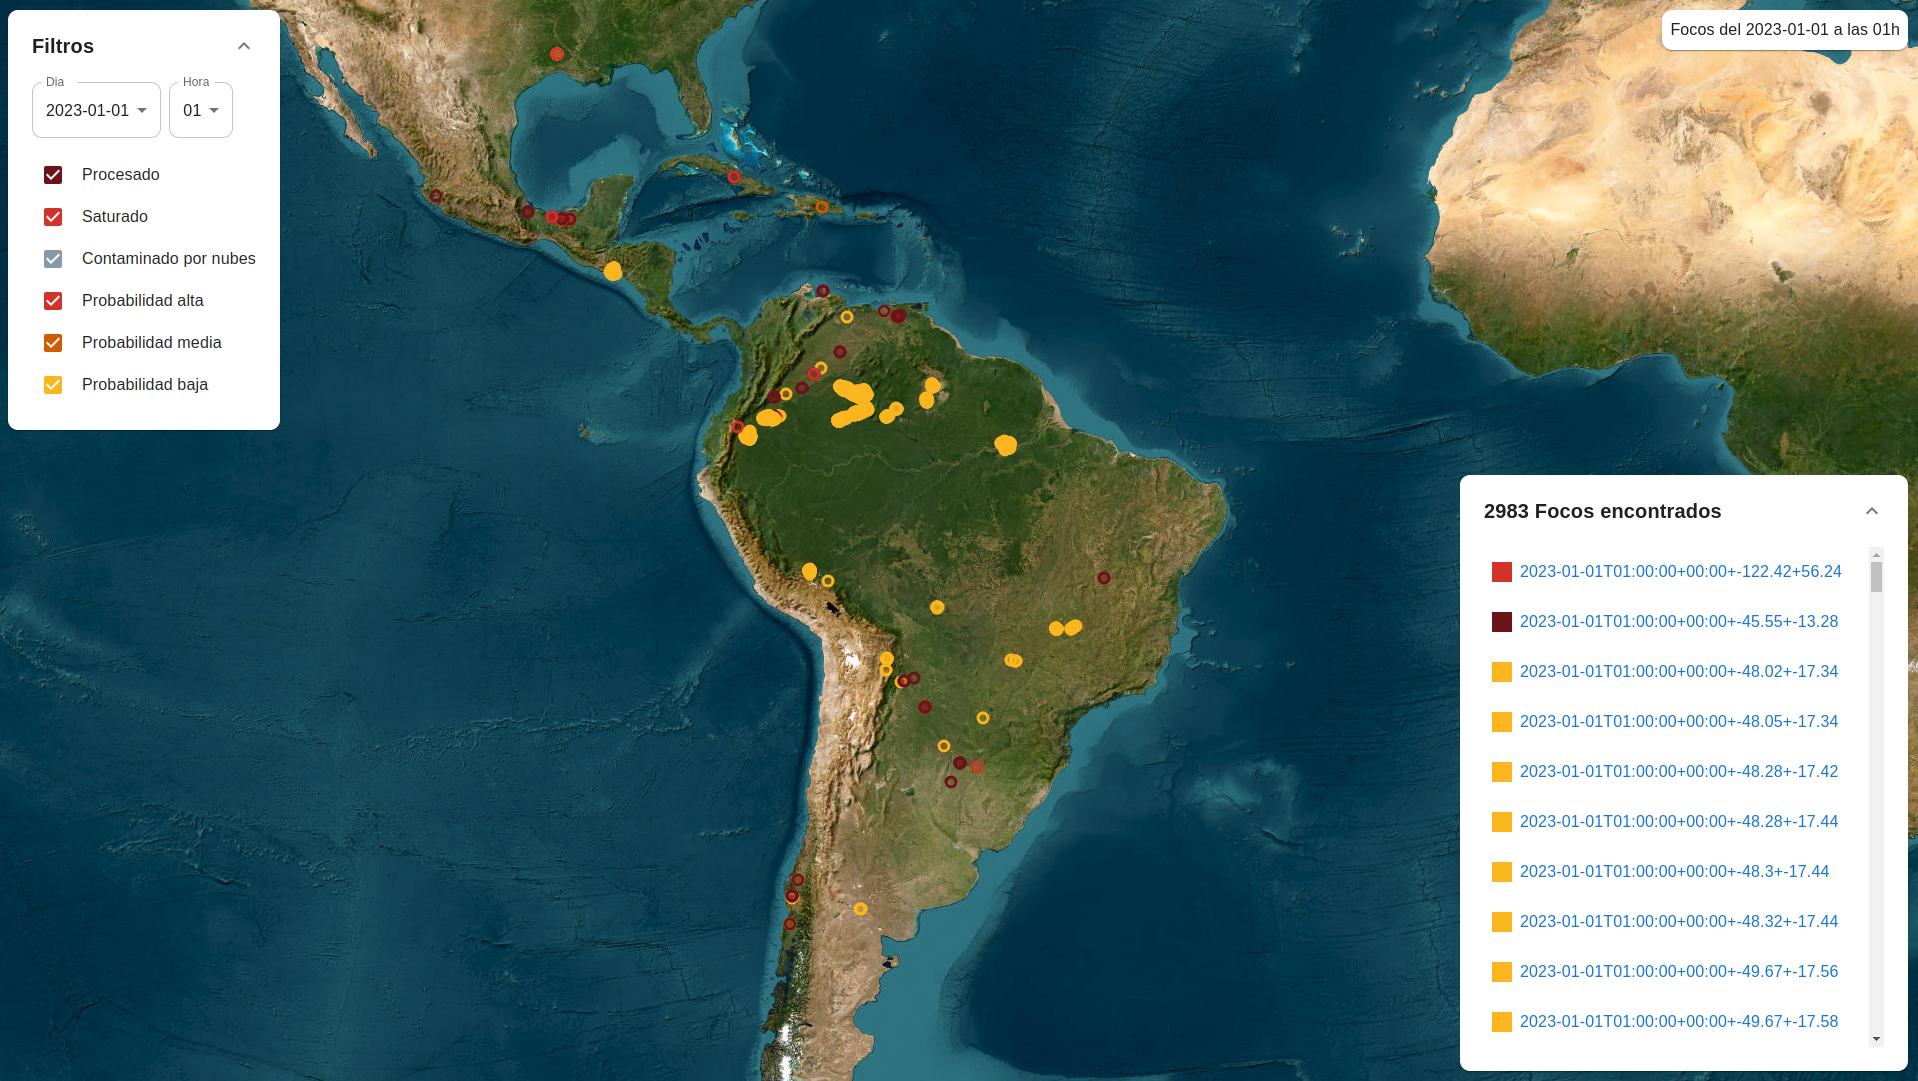 Filtros
Dia
Hora
2023-01-01
01
Procesado
Saturado
Contaminado por nubes
Probabilidad alta
Probabilidad media
Probabilidad baja
Focos del 2023-01-01 a las 01h
2983 Focos encontrados
2023-01-01T01:00:00+00:00+-122.42+56.24
2023-01-01T01:00:00+00:00+-45.55+-13.28
2023-01-01T01:00:00+00:00+-48.02+-17.34
2023-01-01T01:00:00+00:00+-48.05+-17.34
2023-01-01T01:00:00+00:00+-48.28+-17.42
2023-01-01T01:00:00+00:00+-48.28+-17.44
2023-01-01T01:00:00+00:00+-48.3+-17.44
2023-01-01T01:00:00+00:00+-48.32+-17.44
2023-01-01T01:00:00+00:00+-49.67+-17.56
2023-01-01T01:00:00+00:00+-49.67+-17.58